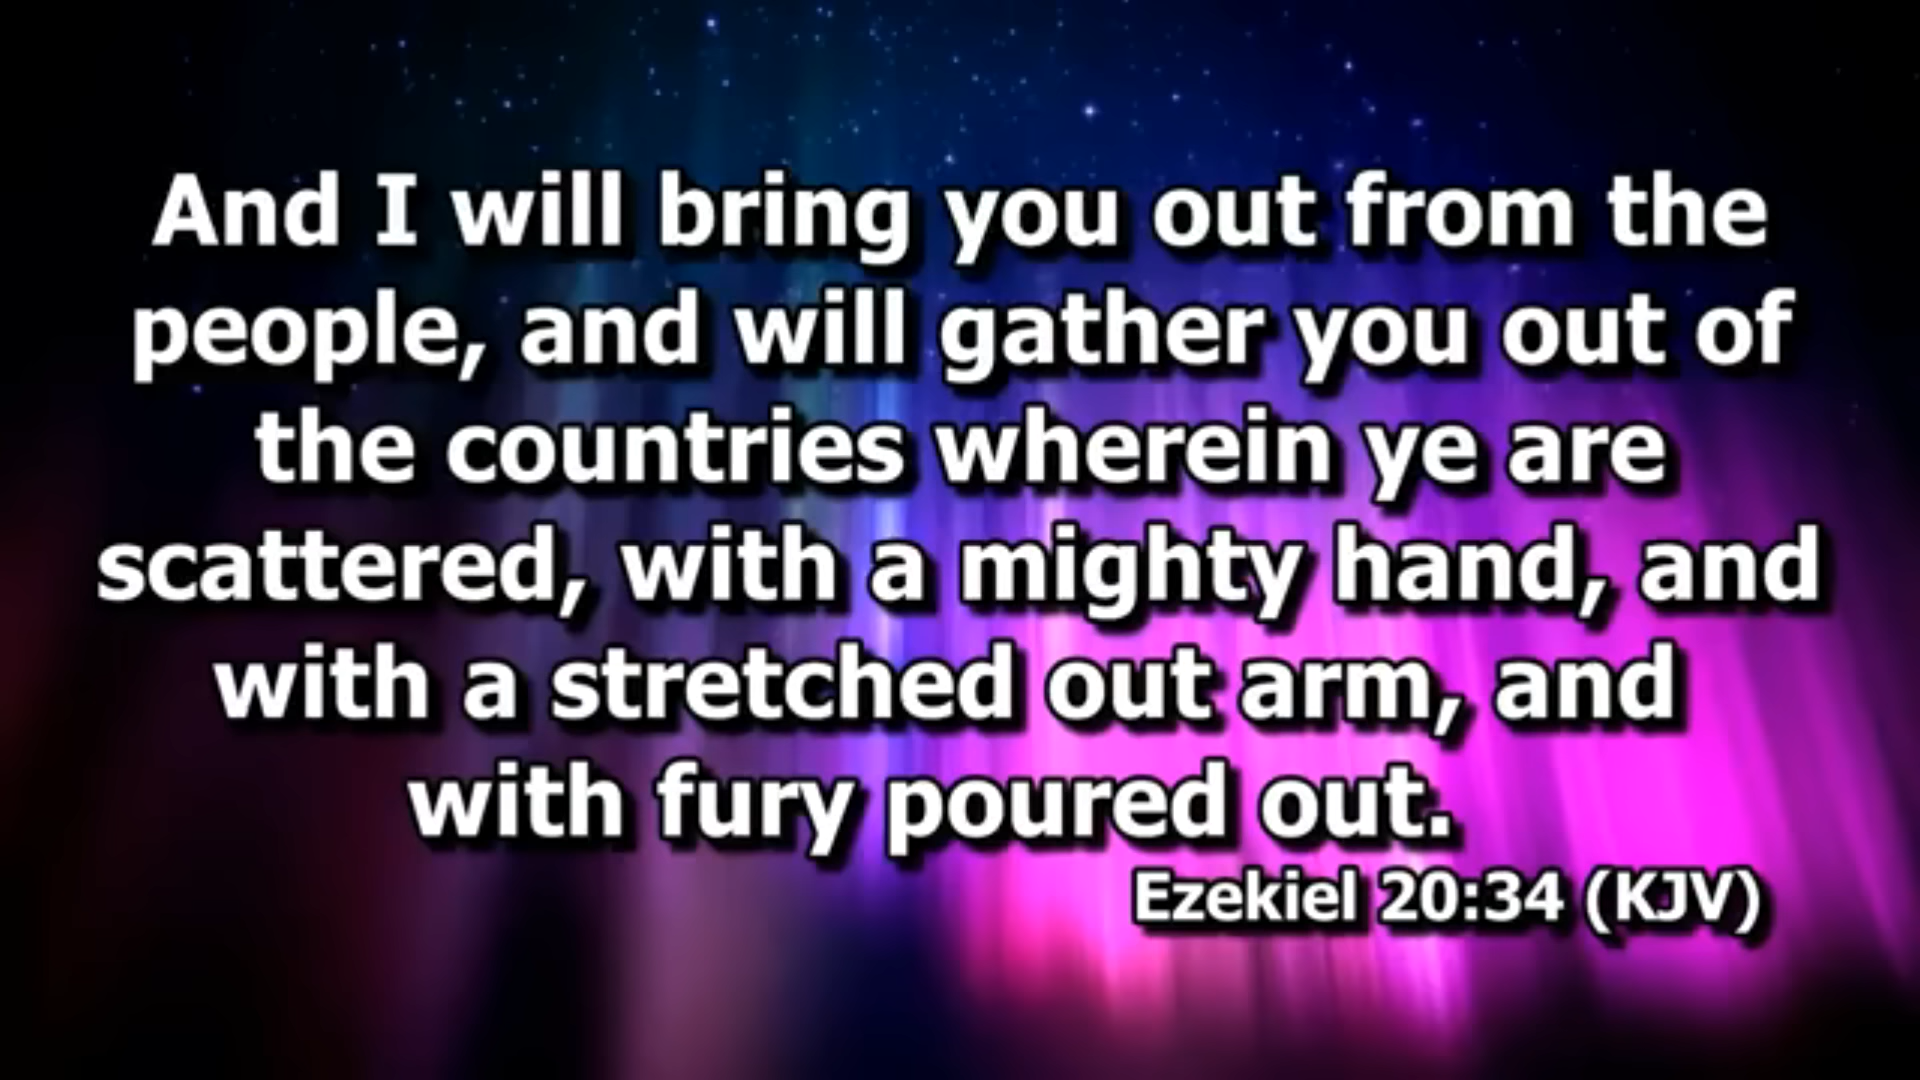 And I will bring you out from the
people, and will gather you out of
the countries wherein ye are
scattered, with a mighty hand, and
with a stretched out arm, and
with fury poured out.
Ezekiel 20:34 (KJV)